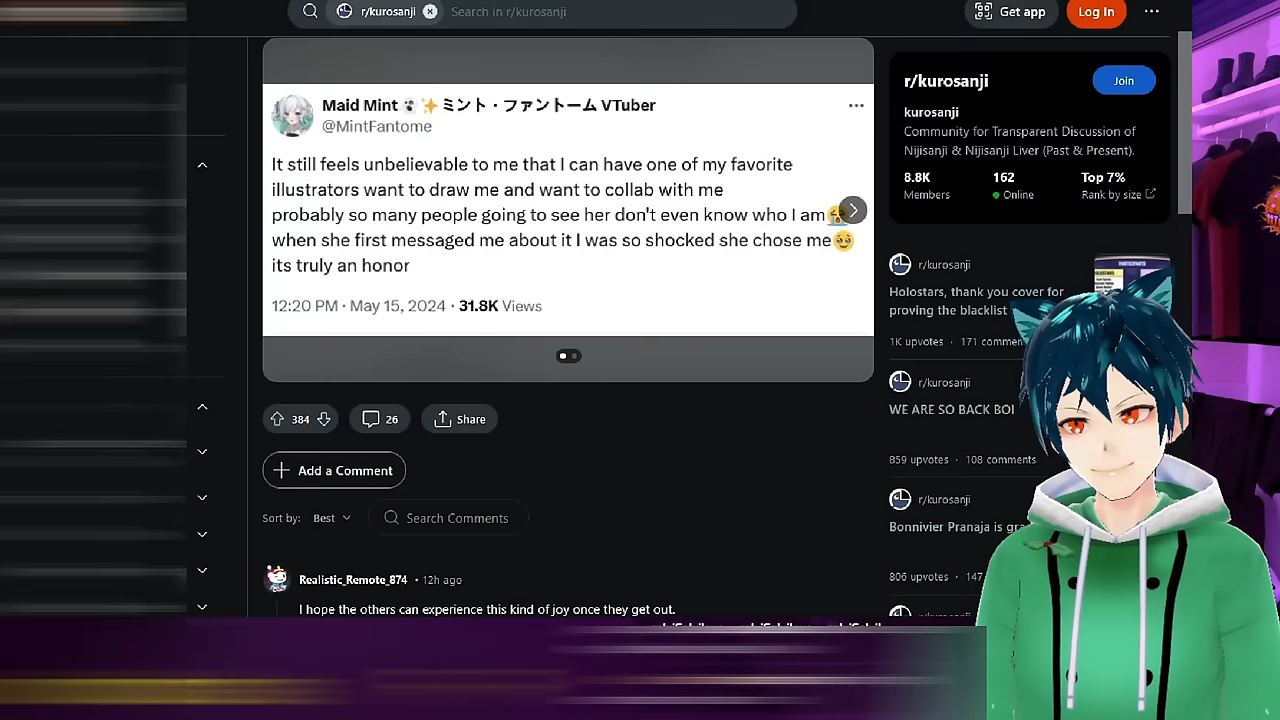 r/kurosanji
Search in r/kurosanji
Get app
Log In
Maid Mint ✨ミント・ファントーム VTuber
@MintFantome
It still feels unbelievable to me that I can have one of my favorite
illustrators want to draw me and want to collab with me
probably so many people going to see her don't even know who I am😭
when she first messaged me about it I was so shocked she chose me🥹
its truly an honor
12:20 PM · May 15, 2024 · 31.8K Views
384
26
Share
Add a Comment
Sort by: Best
Search Comments
Realistic_Remote_874 • 12h ago
I hope the others can experience this kind of joy once they get out.
r/kurosanji
Join
kurosanji
Community for Transparent Discussion of
Nijisanji & Nijisanji Liver (Past & Present).
8.8K 162 Top 7%
Members Online Rank by size
r/kurosanji
Holostars, thank you cover for
proving the blacklist
1K upvotes · 171 commen
r/kurosanji
WE ARE SO BACK BOI
859 upvotes · 108 comments
r/kurosanji
Bonnivier Pranaja is gra
806 upvotes · 147